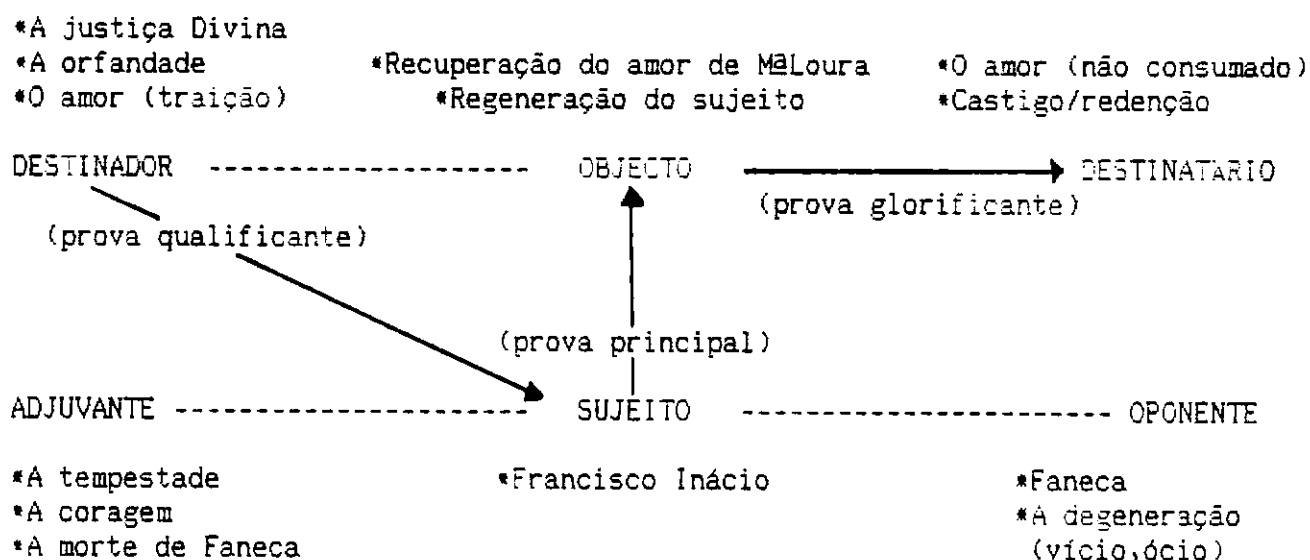 *A justiça Divina
*A orfandade *Recuperação do amor de MªLoura *O amor (não consumado)
*O amor (traição) *Regeneração do sujeito *Castigo/redenção
DESTINADOR ------------------- OBJECTO DESTINATÁRIO
(prova qualificante) (prova glorificante)
(prova principal)
ADJUVANTE --------------------- SUJEITO ---------------------- OPONENTE
*A tempestade *Francisco Inácio *Faneca
*A coragem *A degeneração
*A morte de Faneca (vício,ócio)